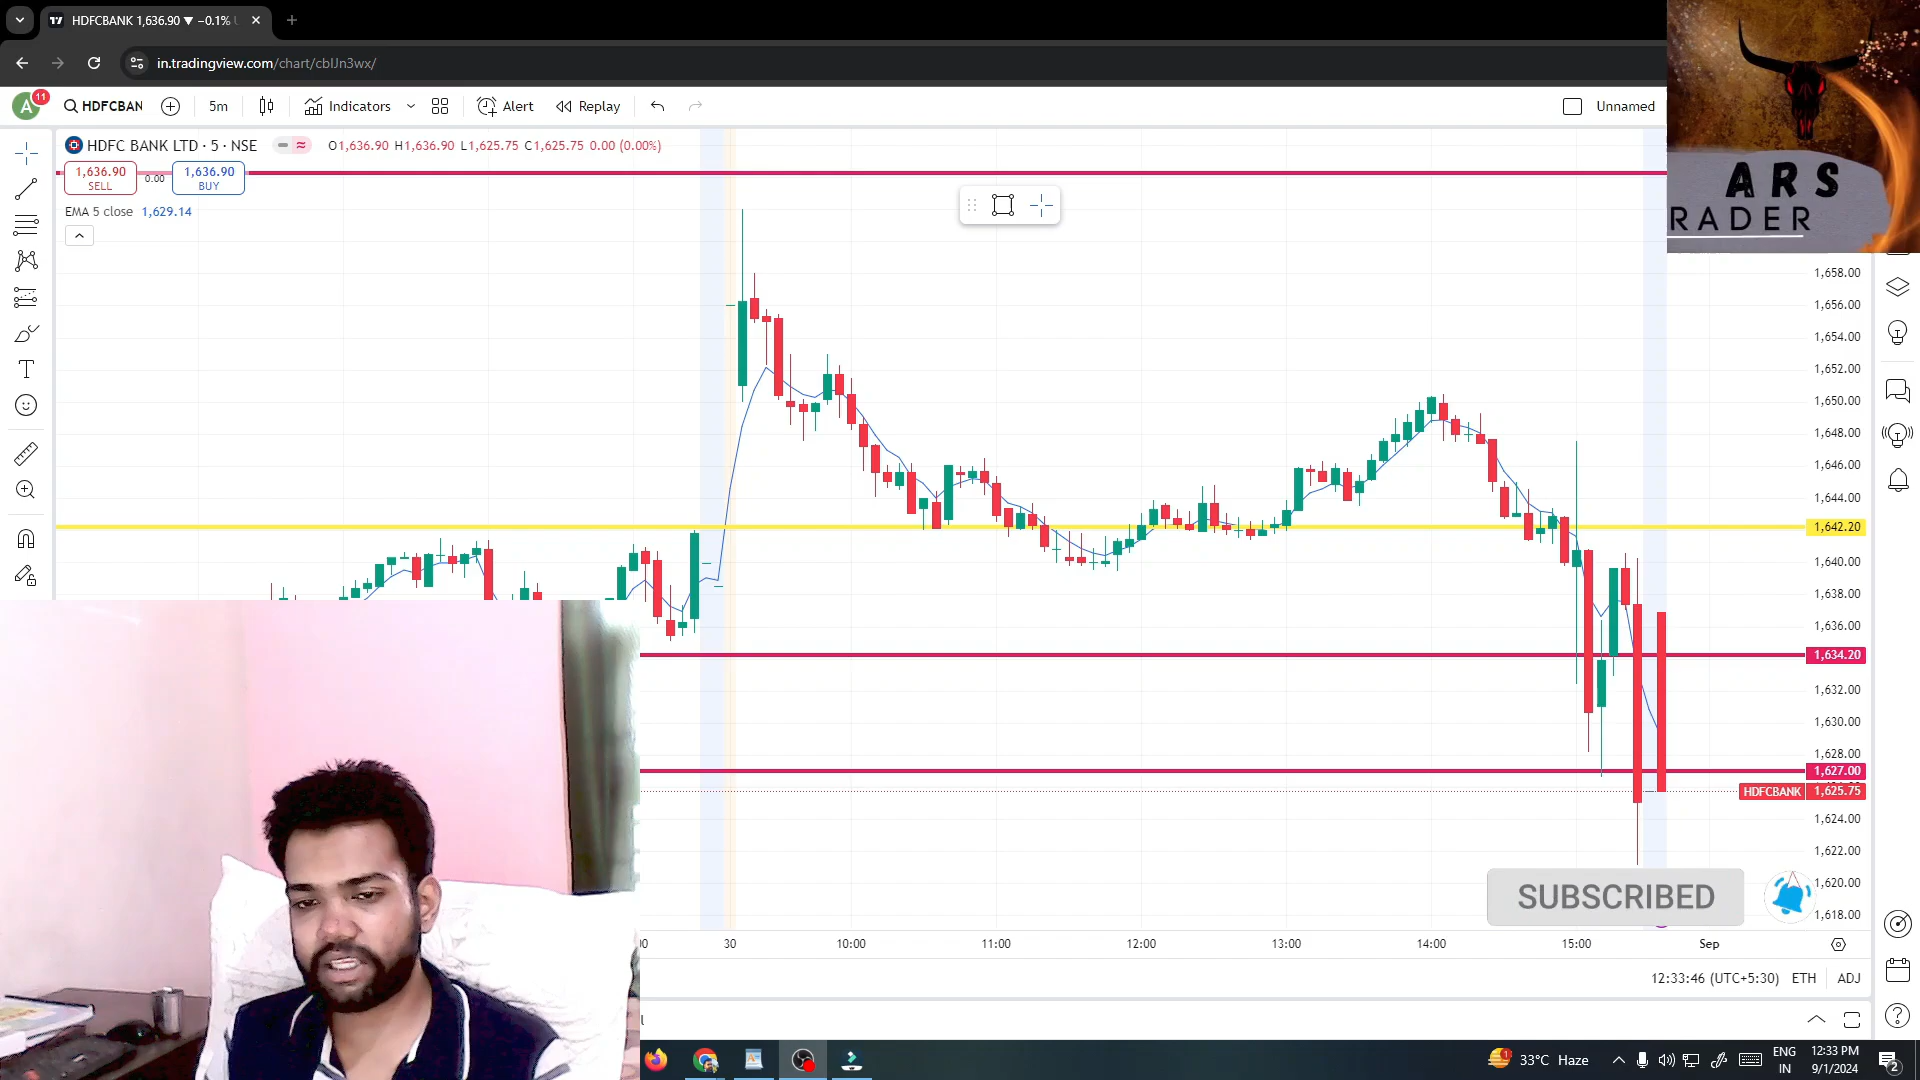 HDFCBANK 1,636.90 ▼ −0.1%
in.tradingview.com/chart/cbIJn3wx/
A 11 HDFCBAN 5m Indicators Alert Replay Unnamed
HDFC BANK LTD · 5 · NSE O1,636.90 H1,636.90 L1,625.75 C1,625.75 0.00 (0.00%)
1,636.90 SELL 0.00 1,636.90 BUY
EMA 5 close 1,629.14
ARS
RADER
1,658.00
1,656.00
1,654.00
1,652.00
1,650.00
1,648.00
1,646.00
1,644.00
1,642.20
1,640.00
1,638.00
1,636.00
1,634.20
1,632.00
1,630.00
1,628.00
1,627.00
HDFCBANK 1,625.75
1,624.00
1,622.00
1,620.00
SUBSCRIBED
1,618.00
30 10:00 11:00 12:00 13:00 14:00 15:00 Sep
12:33:46 (UTC+5:30) ETH ADJ
33°C Haze ENG IN 12:33 PM 9/1/2024 2